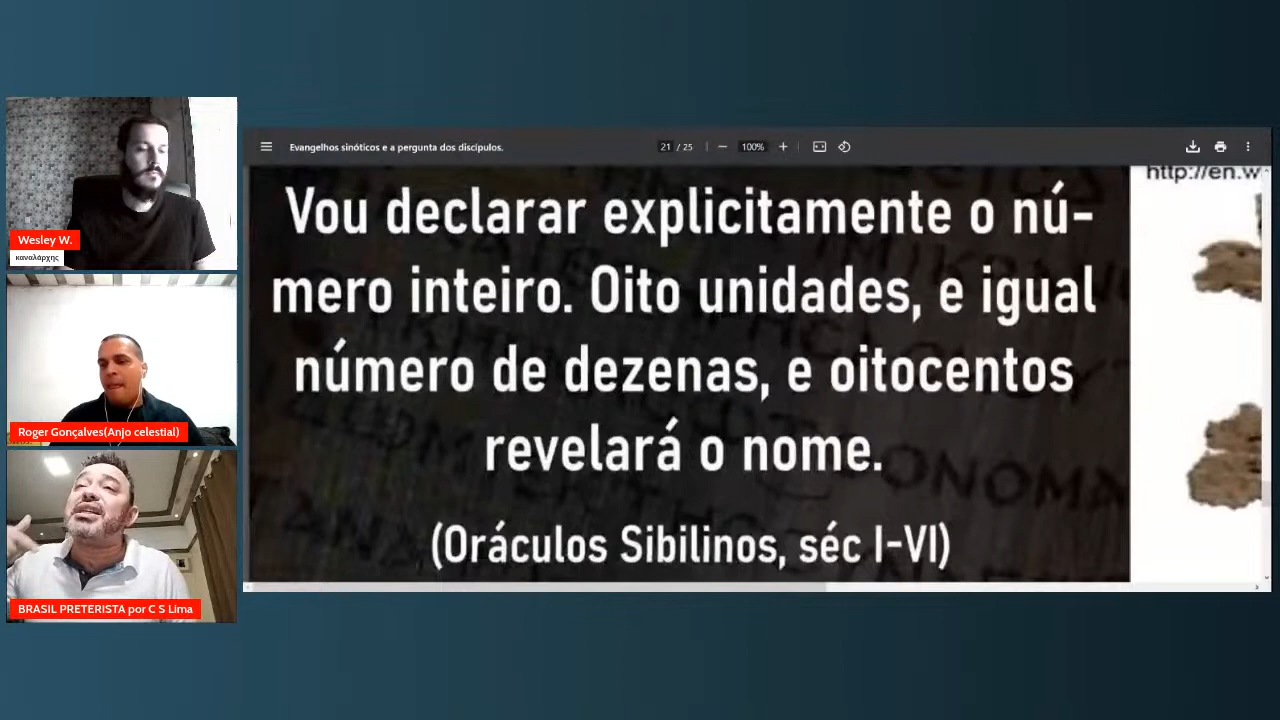 Wesley W.
καναλάρχης
Roger Gonçalves(Anjo celestial)
BRASIL PRETERISTA por C S Lima
Evangelhos sinóticos e a pergunta dos discípulos.
21 / 25
100%
http://en.w
Vou declarar explicitamente o nú-
mero inteiro. Oito unidades, e igual
número de dezenas, e oitocentos
revelará o nome.
(Oráculos Sibilinos, séc I-VI)